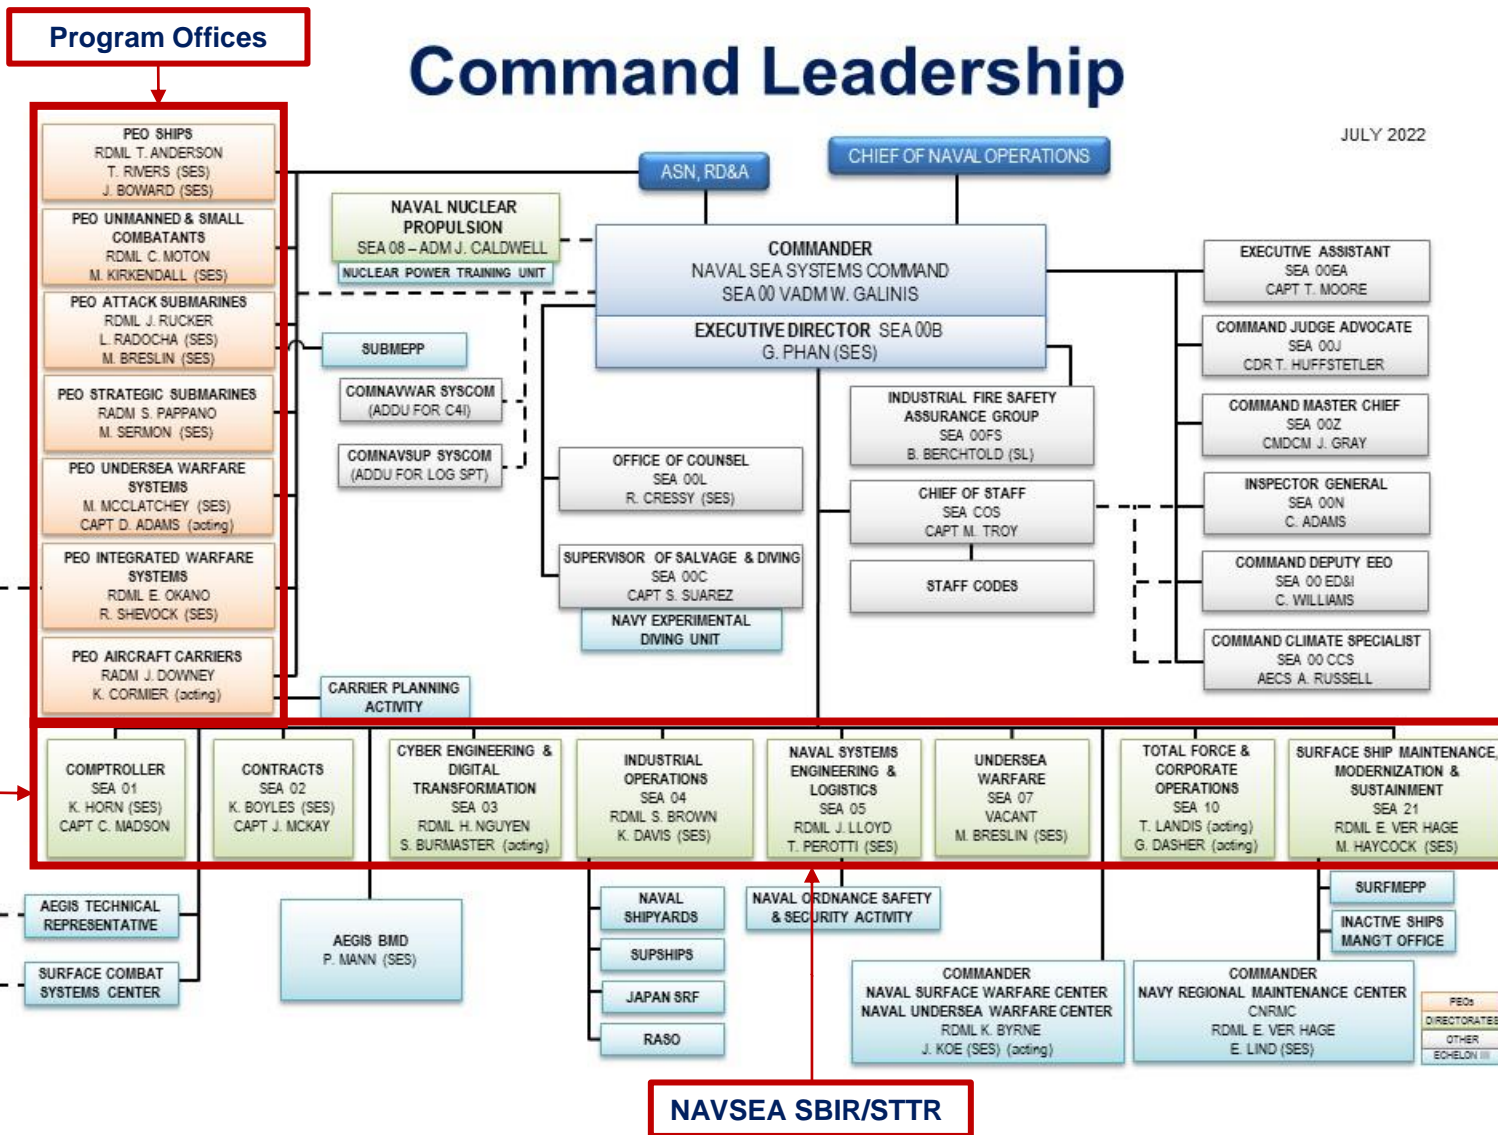 Program Offices
Command Leadership
JULY 2022
PEO SHIPS
RDML T. ANDERSON
T. RIVERS (SES)
J. BOWARD (SES)
PEO UNMANNED & SMALL
COMBATANTS
RDML C. MOTON
M. KIRKENDALL (SES)
PEO ATTACK SUBMARINES
RDML J. RUCKER
L. RADOCHA (SES)
M. BRESLIN (SES)
PEO STRATEGIC SUBMARINES
RADM S. PAPPANO
M. SERMON (SES)
PEO UNDERSEA WARFARE
SYSTEMS
M. MCCLATCHEY (SES)
CAPT D. ADAMS (acting)
PEO INTEGRATED WARFARE
SYSTEMS
RDML E. OKANO
R. SHEVOCK (SES)
PEO AIRCRAFT CARRIERS
RADM J. DOWNEY
K. CORMIER (acting)
ASN, RD&A
CHIEF OF NAVAL OPERATIONS
NAVAL NUCLEAR
PROPULSION
SEA 08 – ADM J. CALDWELL
NUCLEAR POWER TRAINING UNIT
COMMANDER
NAVAL SEA SYSTEMS COMMAND
SEA 00 VADM W. GALINIS
EXECUTIVE DIRECTOR SEA 00B
G. PHAN (SES)
SUBMEPP
COMNAVWAR SYSCOM
(ADDU FOR C4I)
COMNAVSUP SYSCOM
(ADDU FOR LOG SPT)
OFFICE OF COUNSEL
SEA 00L
R. CRESSY (SES)
SUPERVISOR OF SALVAGE & DIVING
SEA 00C
CAPT S. SUAREZ
NAVY EXPERIMENTAL
DIVING UNIT
CARRIER PLANNING
ACTIVITY
INDUSTRIAL FIRE SAFETY
ASSURANCE GROUP
SEA 00FS
B. BERCHTOLD (SL)
CHIEF OF STAFF
SEA COS
CAPT M. TROY
STAFF CODES
EXECUTIVE ASSISTANT
SEA 00EA
CAPT T. MOORE
COMMAND JUDGE ADVOCATE
SEA 00J
CDR T. HUFFSTETLER
COMMAND MASTER CHIEF
SEA 00Z
CMDCM J. GRAY
INSPECTOR GENERAL
SEA 00N
C. ADAMS
COMMAND DEPUTY EEO
SEA 00 ED&I
C. WILLIAMS
COMMAND CLIMATE SPECIALIST
SEA 00 CCS
AECS A. RUSSELL
COMPTROLLER
SEA 01
K. HORN (SES)
CAPT C. MADSON
CONTRACTS
SEA 02
K. BOYLES (SES)
CAPT J. MCKAY
CYBER ENGINEERING &
DIGITAL
TRANSFORMATION
SEA 03
RDML H. NGUYEN
S. BURMASTER (acting)
INDUSTRIAL
OPERATIONS
SEA 04
RDML S. BROWN
K. DAVIS (SES)
NAVAL SYSTEMS
ENGINEERING &
LOGISTICS
SEA 05
RDML J. LLOYD
T. PEROTTI (SES)
UNDERSEA
WARFARE
SEA 07
VACANT
M. BRESLIN (SES)
TOTAL FORCE &
CORPORATE
OPERATIONS
SEA 10
T. LANDIS (acting)
G. DASHER (acting)
SURFACE SHIP MAINTENANCE,
MODERNIZATION &
SUSTAINMENT
SEA 21
RDML E. VER HAGE
M. HAYCOCK (SES)
AEGIS TECHNICAL
REPRESENTATIVE
SURFACE COMBAT
SYSTEMS CENTER
AEGIS BMD
P. MANN (SES)
NAVAL
SHIPYARDS
SUPSHIPS
JAPAN SRF
RASO
NAVAL ORDNANCE SAFETY
& SECURITY ACTIVITY
COMMANDER
NAVAL SURFACE WARFARE CENTER
NAVAL UNDERSEA WARFARE CENTER
RDML K. BYRNE
J. KOE (SES) (acting)
SURFMEPP
INACTIVE SHIPS
MANG'T OFFICE
COMMANDER
NAVY REGIONAL MAINTENANCE CENTER
CNRMC
RDML E. VER HAGE
E. LIND (SES)
PEOs
DIRECTORATES
OTHER
ECHELON III
NAVSEA SBIR/STTR